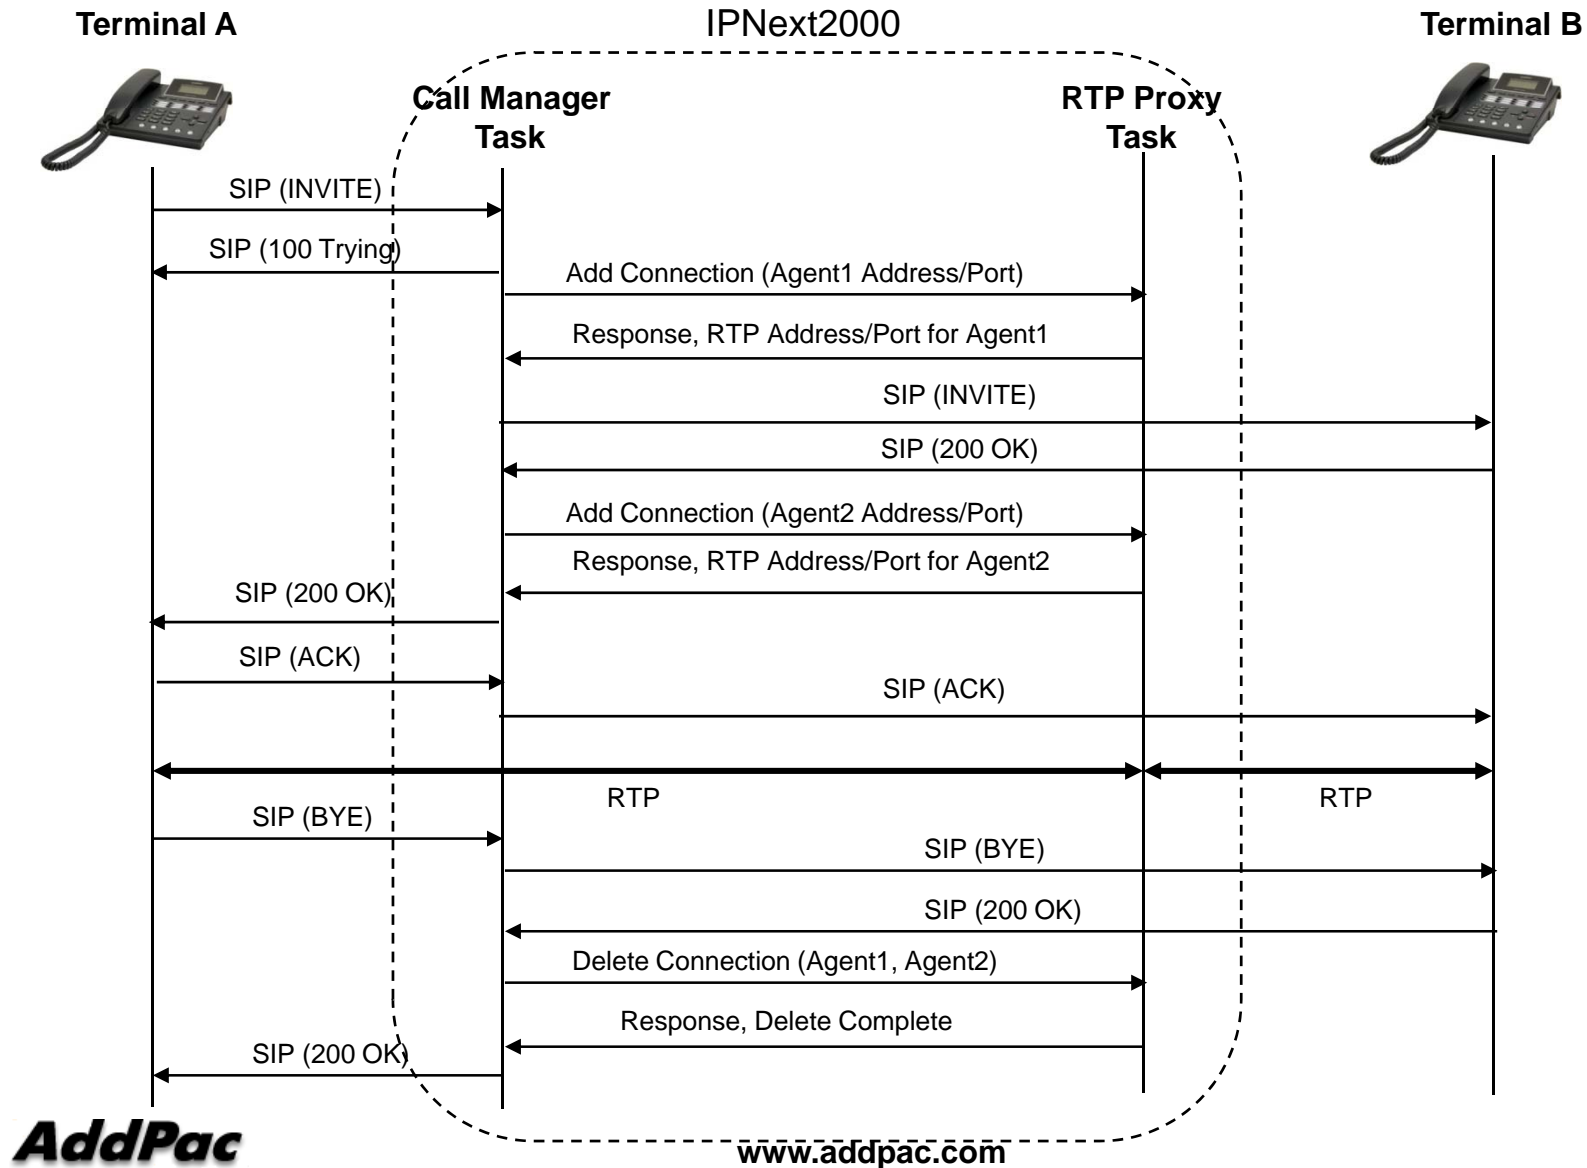 Terminal A
IPNext2000
Terminal B
Call Manager
Task
RTP Proxy
Task
SIP (INVITE)
SIP (100 Trying)
Add Connection (Agent1 Address/Port)
Response, RTP Address/Port for Agent1
SIP (INVITE)
SIP (200 OK)
Add Connection (Agent2 Address/Port)
Response, RTP Address/Port for Agent2
SIP (200 OK)
SIP (ACK)
SIP (ACK)
RTP
RTP
SIP (BYE)
SIP (BYE)
SIP (200 OK)
Delete Connection (Agent1, Agent2)
Response, Delete Complete
SIP (200 OK)
AddPac
www.addpac.com